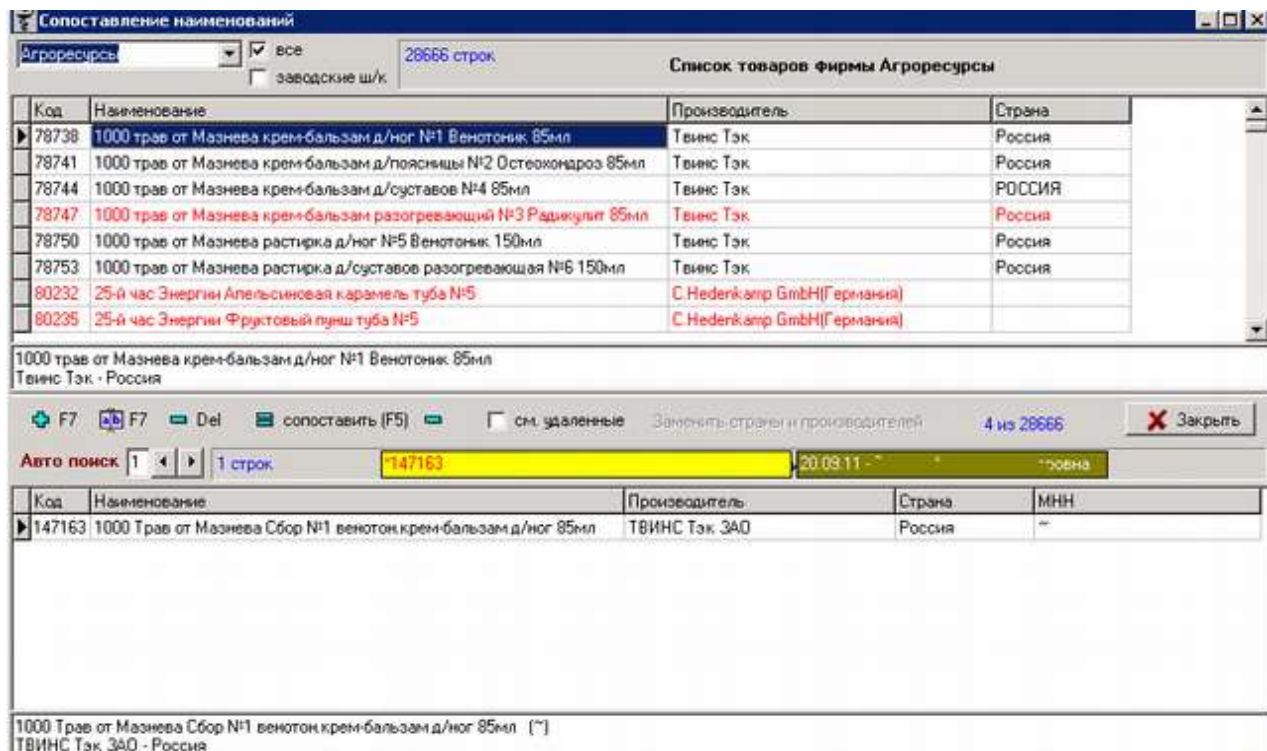 Сопоставление наименований
Агроресурсы все 28666 строк Список товаров фирмы Агроресурсы
заводские ш/к
Код Наименование Производитель Страна
78738 1000 трав от Мазнева крем-бальзам д/ног №1 Венотоник 85мл Твинс Тэк Россия
78741 1000 трав от Мазнева крем-бальзам д/поясницы №2 Остеохондроз 85мл Твинс Тэк Россия
78744 1000 трав от Мазнева крем-бальзам д/суставов №4 85мл Твинс Тэк РОССИЯ
78747 1000 трав от Мазнева крем-бальзам разогревающий №3 Радикулит 85мл Твинс Тэк Россия
78750 1000 трав от Мазнева растирка д/ног №5 Венотоник 150мл Твинс Тэк Россия
78753 1000 трав от Мазнева растирка д/суставов разогревающая №6 150мл Твинс Тэк Россия
80232 25-й час Энергии Апельсиновая карамель туба №5 C.Hedenkamp GmbH(Германия)
80235 25-й час Энергии Фруктовый пунш туба №5 C.Hedenkamp GmbH(Германия)
1000 трав от Мазнева крем-бальзам д/ног №1 Венотоник 85мл
Твинс Тэк - Россия
F7 ab F7 Del сопоставить (F5) см. удаленные Заменить страны и производителей 4 из 28666 Закрыть
Авто поиск 1 1 строк *147163 20.09.11 -
Код Наименование Производитель Страна МНН
147163 1000 Трав от Мазнева Сбор №1 венотон.крем-бальзам д/ног 85мл ТВИНС Тэк ЗАО Россия ~
1000 Трав от Мазнева Сбор №1 венотон.крем-бальзам д/ног 85мл (~)
ТВИНС Тэк ЗАО - Россия